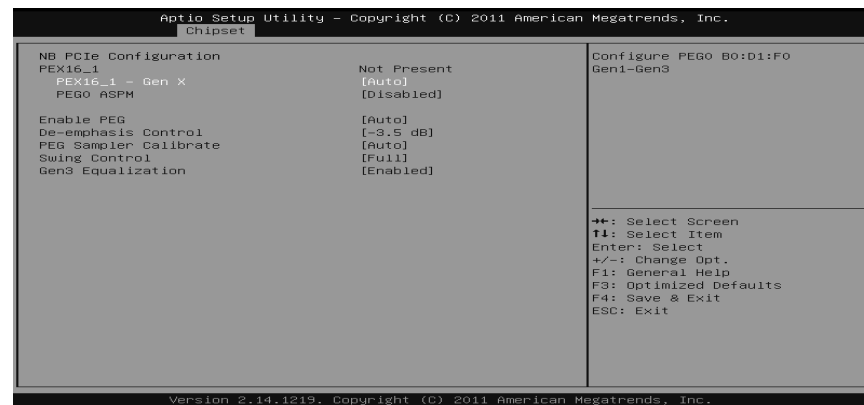 Aptio Setup Utility – Copyright (C) 2011 American Megatrends, Inc.
Chipset
NB PCIe Configuration
PEX16_1 Not Present
PEX16_1 – Gen X [Auto]
PEG0 ASPM [Disabled]
Enable PEG [Auto]
De-emphasis Control [-3.5 dB]
PEG Sampler Calibrate [Auto]
Swing Control [Full]
Gen3 Equalization [Enabled]
Configure PEG0 B0:D1:F0
Gen1-Gen3
→←: Select Screen
↑↓: Select Item
Enter: Select
+/-: Change Opt.
F1: General Help
F3: Optimized Defaults
F4: Save & Exit
ESC: Exit
Version 2.14.1219. Copyright (C) 2011 American Megatrends, Inc.